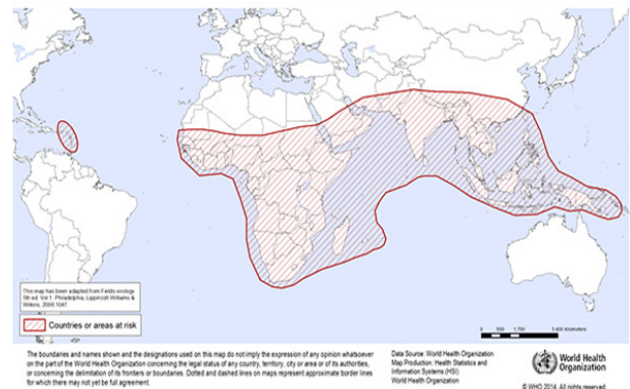 This map has been adapted from Fields virology
5th ed. Vol 1. Philadelphia, Lippincott Williams &
Wilkins, 2006:1047
Countries or areas at risk
0 850 1,700 3,400 Kilometers
The boundaries and names shown and the designations used on this map do not imply the expression of any opinion whatsoever
on the part of the World Health Organization concerning the legal status of any country, territory, city or area or of its authorities,
or concerning the delimitation of its frontiers or boundaries. Dotted and dashed lines on maps represent approximate border lines
for which there may not yet be full agreement.
Data Source: World Health Organization
Map Production: Health Statistics and
Information Systems (HSI)
World Health Organization
World Health
Organization
© WHO 2014. All rights reserved.